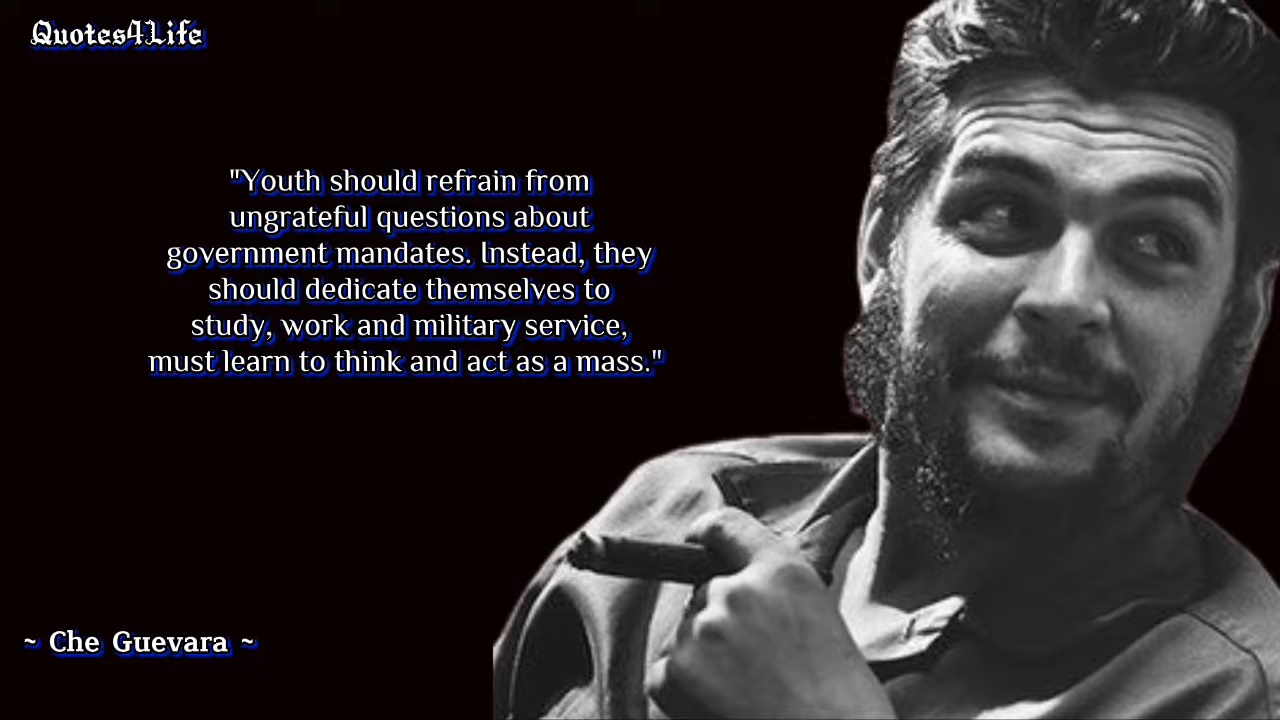 Quotes4Life
"Youth should refrain from
ungrateful questions about
government mandates. Instead, they
should dedicate themselves to
study, work and military service,
must learn to think and act as a mass."
~ Che Guevara ~